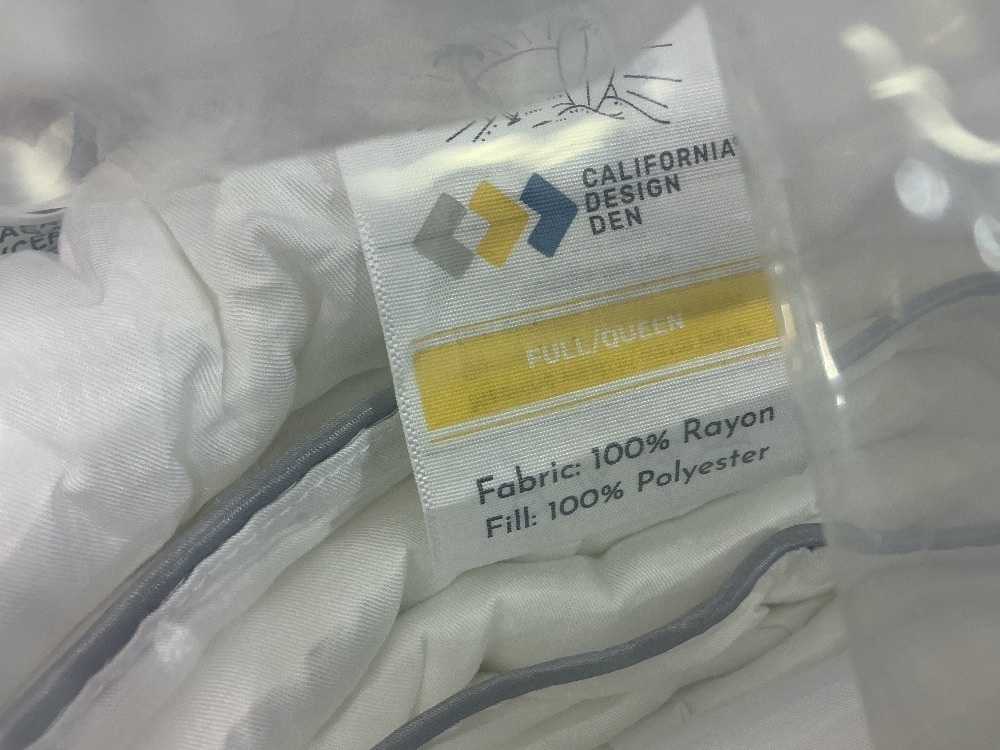 CALIFORNIA
DESIGN
DEN
FULL/QUEEN
Fabric: 100% Rayon
Fill: 100% Polyester